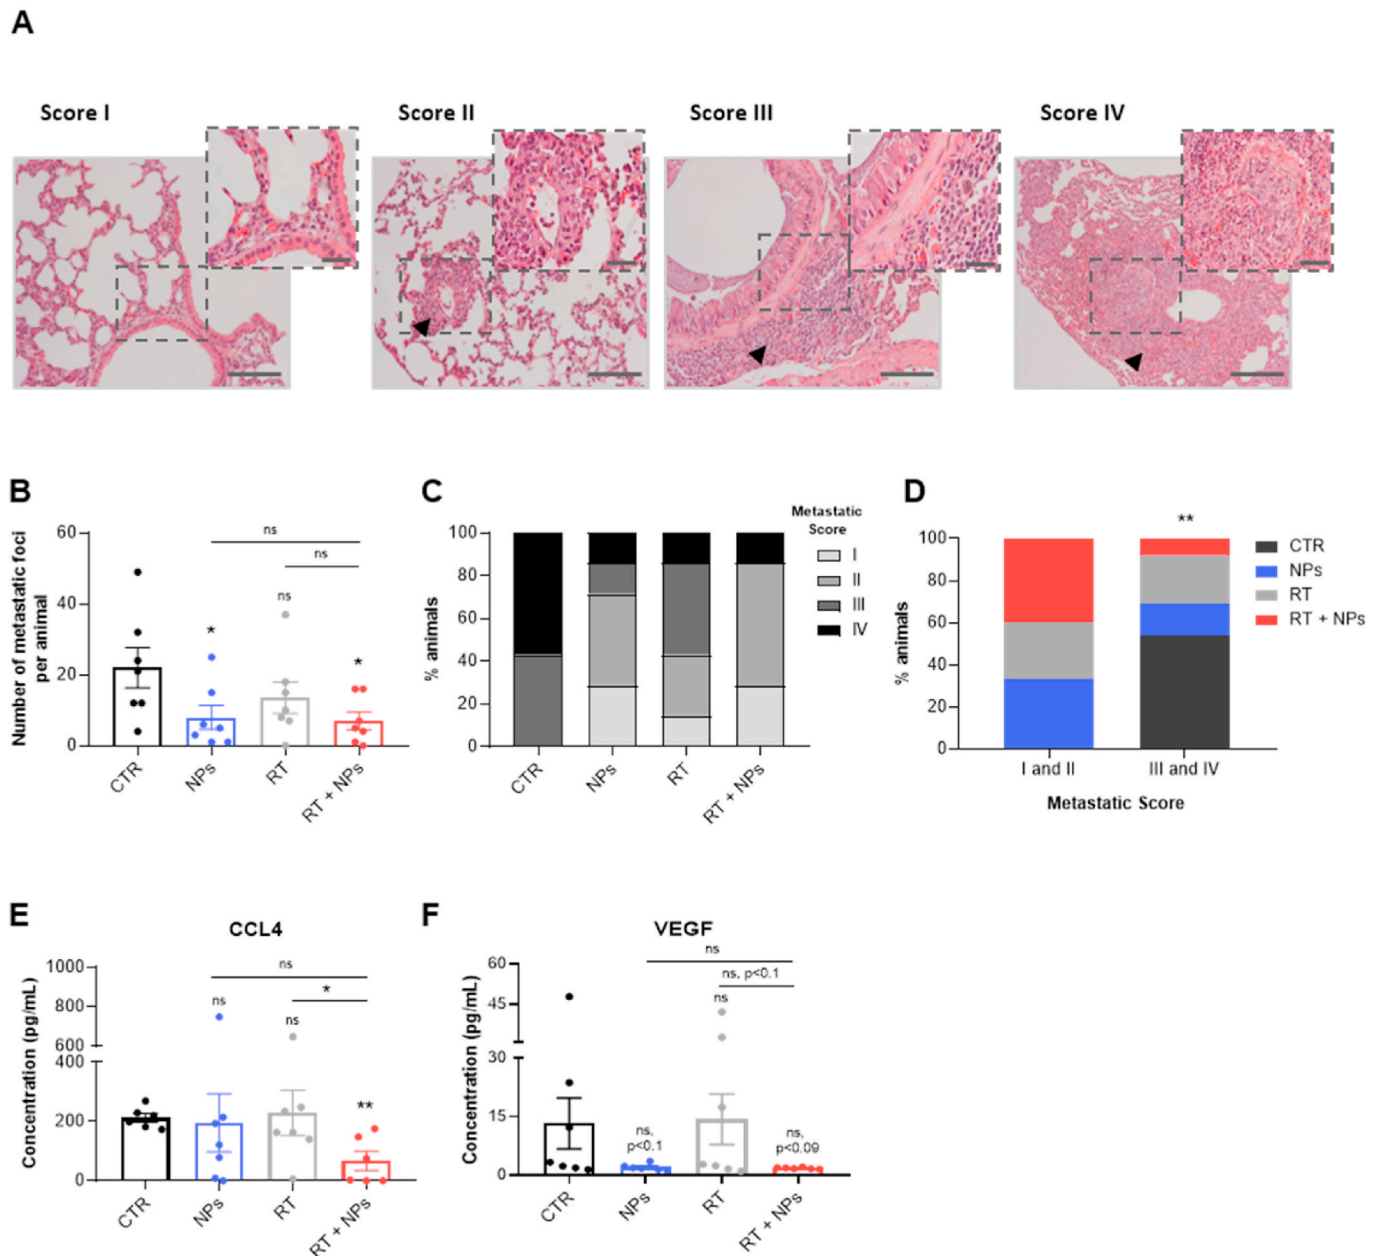 A
Score I
Score II
Score III
Score IV
B
Number of metastatic foci
per animal
60
40
20
0
ns
ns
*
ns
*
CTR
NPs
RT
RT + NPs
C
% animals
100
80
60
40
20
0
CTR
NPs
RT
RT + NPs
Metastatic
Score
I
II
III
IV
D
% animals
100
80
60
40
20
0
**
I and II
III and IV
Metastatic Score
CTR
NPs
RT
RT + NPs
E
CCL4
Concentration (pg/mL)
1000
800
600
400
200
0
ns
*
ns
ns
**
CTR
NPs
RT
RT + NPs
F
VEGF
Concentration (pg/mL)
60
45
30
15
0
ns
ns, p<0.1
ns
ns,
p<0.1
ns,
p<0.09
CTR
NPs
RT
RT + NPs